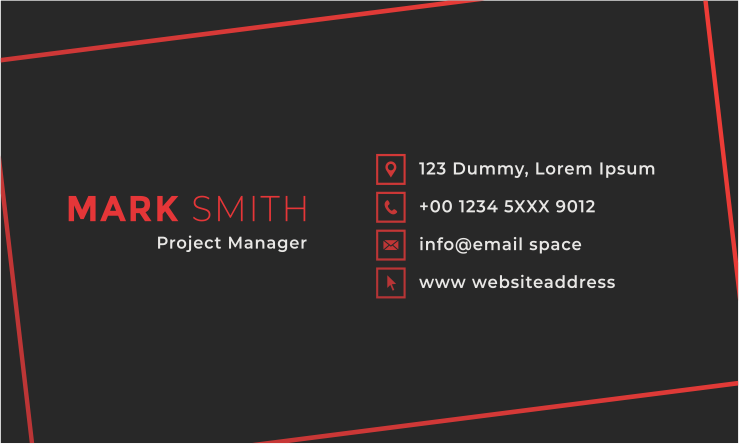 MARK SMITH
Project Manager
123 Dummy, Lorem Ipsum
+00 1234 5XXX 9012
info@email space
www websiteaddress